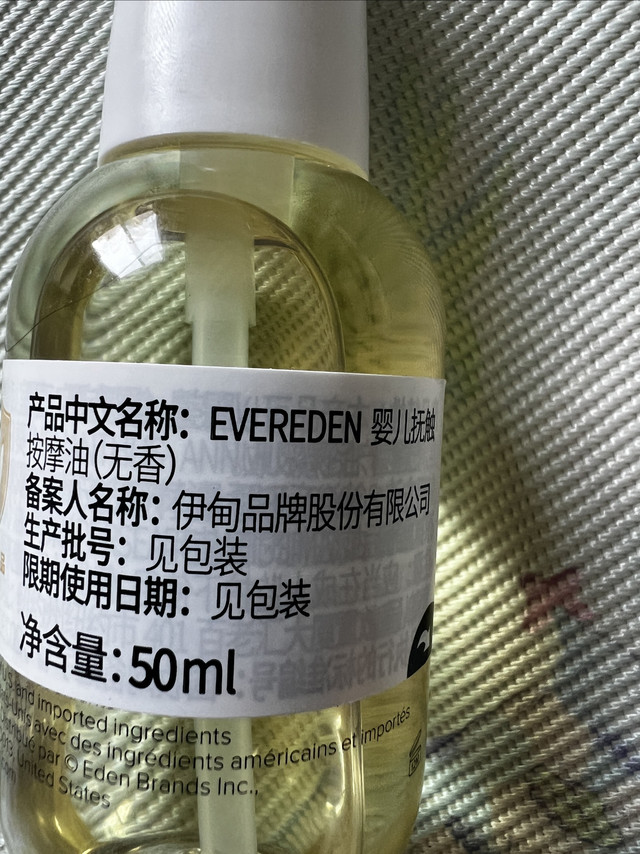 产品中文名称：EVEREDEN 婴儿抚触
按摩油(无香)
备案人名称：伊甸品牌股份有限公司
生产批号：见包装
限期使用日期：见包装
净含量：50ml
and imported ingredients
avec des ingrédients américains et importés
par © Eden Brands Inc.,
United States